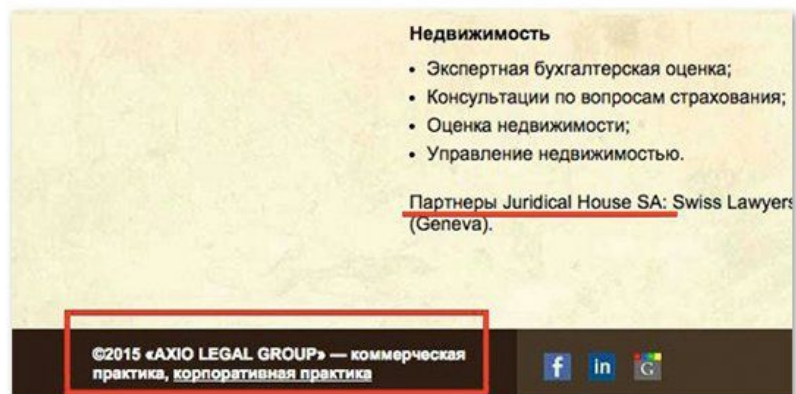 Недвижимость
• Экспертная бухгалтерская оценка;
• Консультации по вопросам страхования;
• Оценка недвижимости;
• Управление недвижимостью.
Партнеры Juridical House SA: Swiss Lawyers
(Geneva).
©2015 «AXIO LEGAL GROUP» — коммерческая
практика, корпоративная практика
f in G